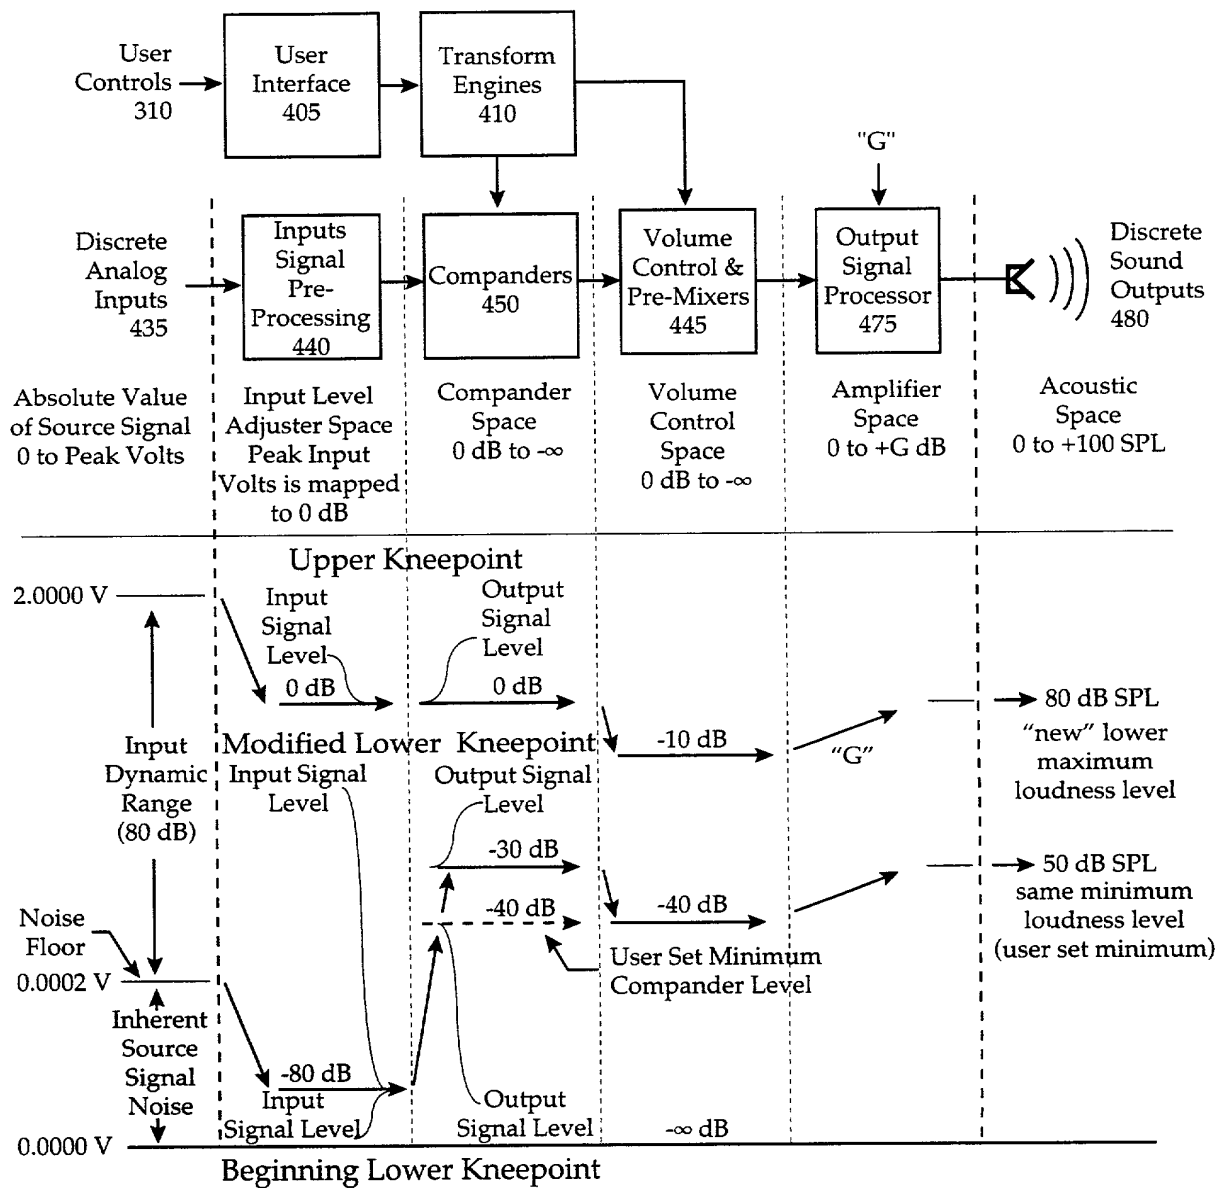 User
Controls
310
User
Interface
405
Transform
Engines
410
"G"
Discrete
Analog
Inputs
435
Inputs
Signal
Pre-
Processing
440
Companders
450
Volume
Control &
Pre-Mixers
445
Output
Signal
Processor
475
Discrete
Sound
Outputs
480
Absolute Value
of Source Signal
0 to Peak Volts
Input Level
Adjuster Space
Peak Input
Volts is mapped
to 0 dB
Compander
Space
0 dB to -∞
Volume
Control
Space
0 dB to -∞
Amplifier
Space
0 to +G dB
Acoustic
Space
0 to +100 SPL
Upper Kneepoint
2.0000 V
Input
Signal
Level
Output
Signal
Level
0 dB
0 dB
-10 dB
"G"
80 dB SPL
"new" lower
maximum
loudness level
Input
Dynamic
Range
(80 dB)
Modified Lower Kneepoint
Input Signal
Level
Output Signal
Level
-30 dB
-40 dB
-40 dB
50 dB SPL
same minimum
loudness level
(user set minimum)
User Set Minimum
Compander Level
Noise
Floor
0.0002 V
Inherent
Source
Signal
Noise
-80 dB
Input
Signal Level
Output
Signal Level
-∞ dB
0.0000 V
Beginning Lower Kneepoint